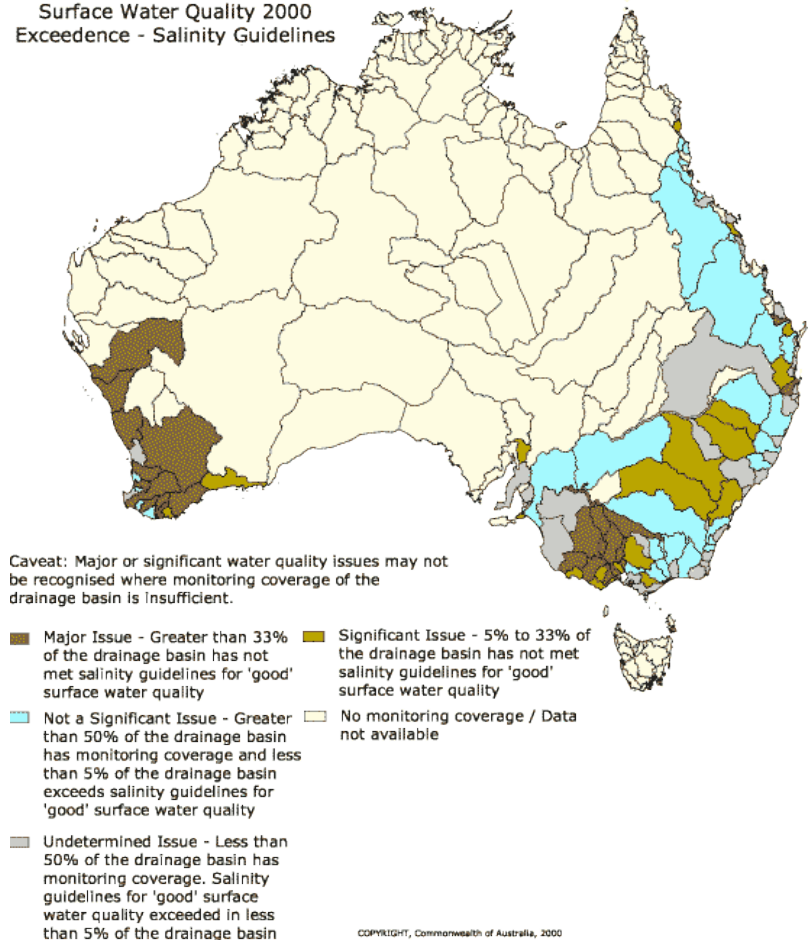 Surface Water Quality 2000
Exceedence - Salinity Guidelines
Caveat: Major or significant water quality issues may not
be recognised where monitoring coverage of the
drainage basin is insufficient.
Major Issue - Greater than 33%
of the drainage basin has not
met salinity guidelines for 'good'
surface water quality
Significant Issue - 5% to 33% of
the drainage basin has not met
salinity guidelines for 'good'
surface water quality
Not a Significant Issue - Greater
than 50% of the drainage basin
has monitoring coverage and less
than 5% of the drainage basin
exceeds salinity guidelines for
'good' surface water quality
No monitoring coverage / Data
not available
Undetermined Issue - Less than
50% of the drainage basin has
monitoring coverage. Salinity
guidelines for 'good' surface
water quality exceeded in less
than 5% of the drainage basin
COPYRIGHT, Commonwealth of Australia, 2000